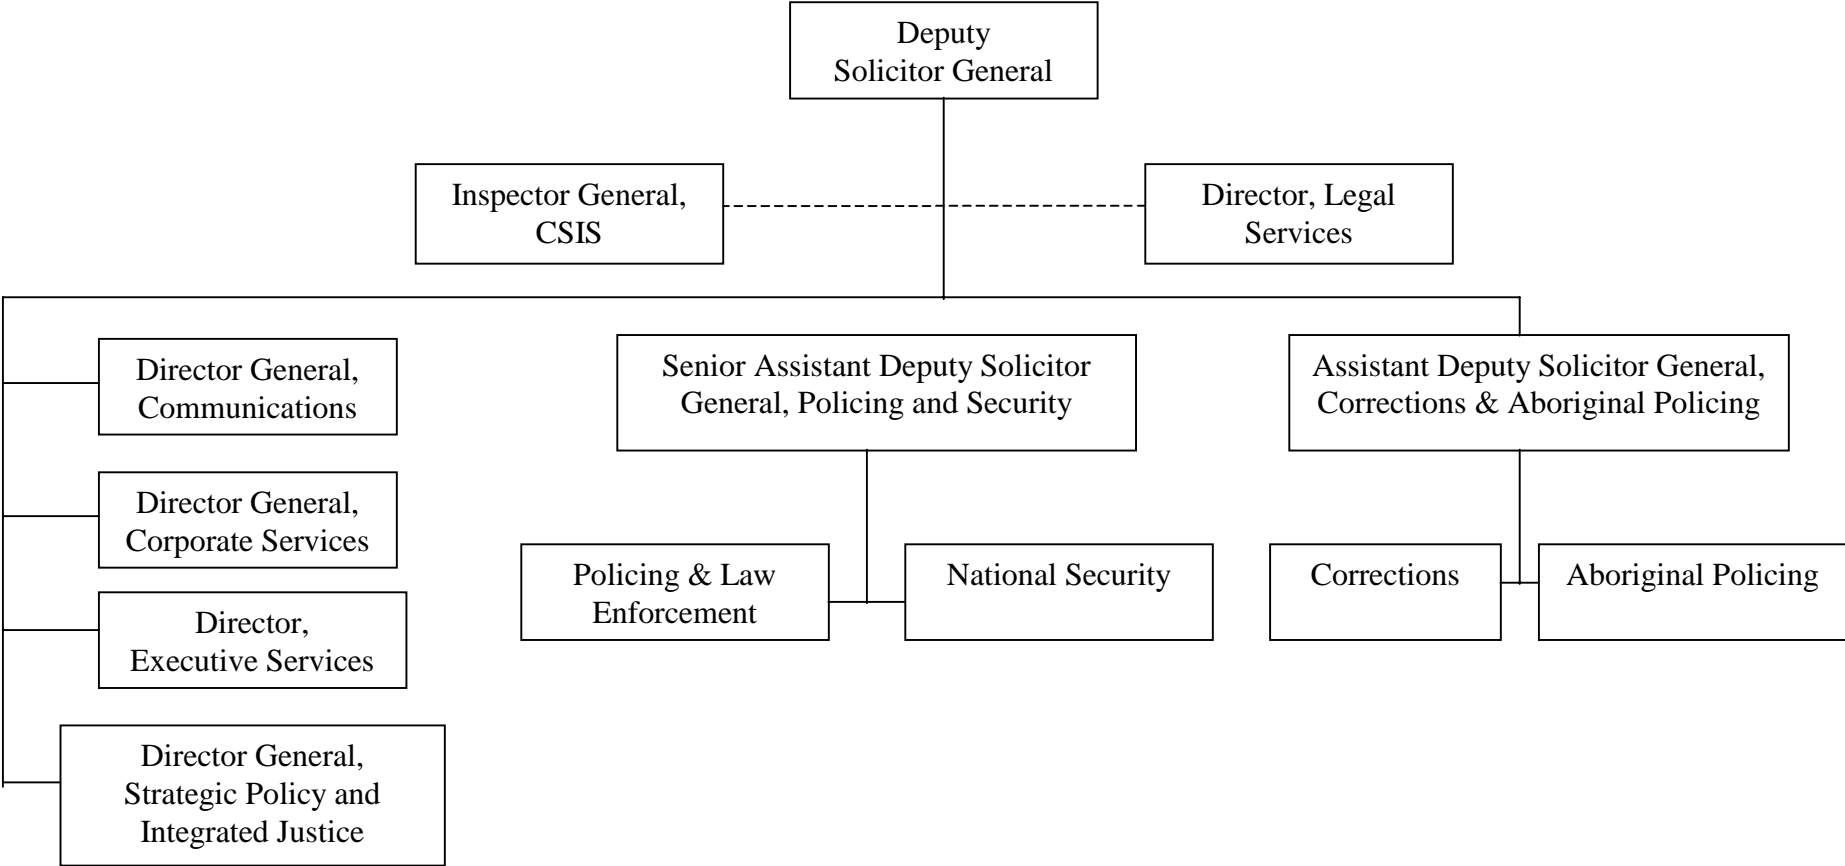 Deputy
Solicitor General
Inspector General,
CSIS
Director, Legal
Services
Director General,
Communications
Senior Assistant Deputy Solicitor
General, Policing and Security
Assistant Deputy Solicitor General,
Corrections & Aboriginal Policing
Director General,
Corporate Services
Policing & Law
Enforcement
National Security
Corrections
Aboriginal Policing
Director,
Executive Services
Director General,
Strategic Policy and
Integrated Justice